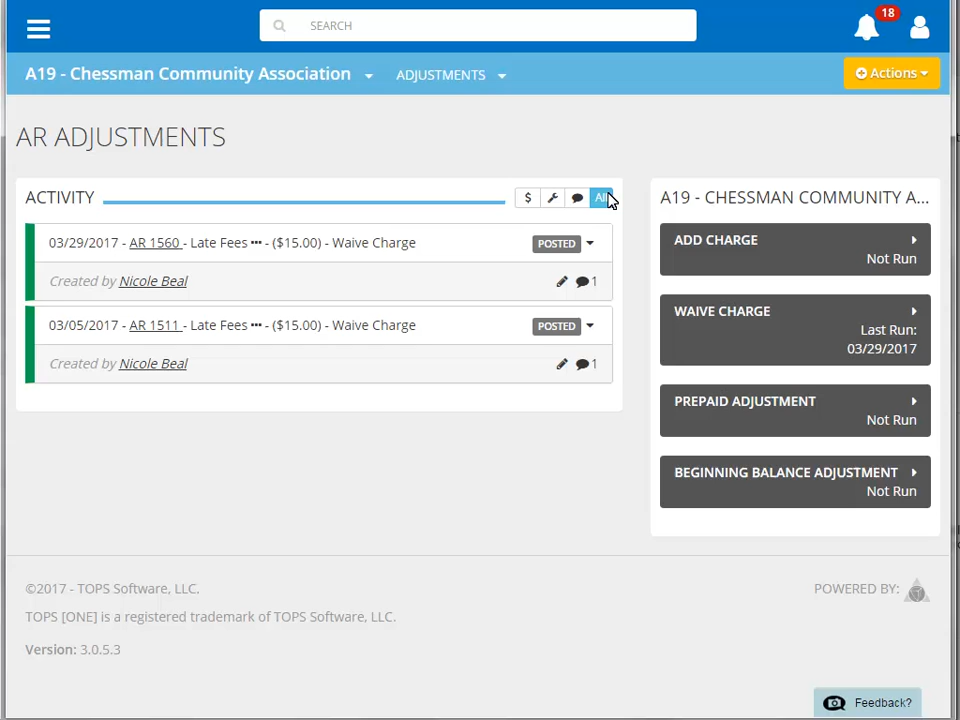 SEARCH
18
A19 - Chessman Community Association
ADJUSTMENTS
Actions
AR ADJUSTMENTS
ACTIVITY
$
All
03/29/2017 - AR 1560 - Late Fees ••• - ($15.00) - Waive Charge
POSTED
Created by Nicole Beal
1
03/05/2017 - AR 1511 - Late Fees ••• - ($15.00) - Waive Charge
POSTED
Created by Nicole Beal
1
A19 - CHESSMAN COMMUNITY A...
ADD CHARGE
Not Run
WAIVE CHARGE
Last Run:
03/29/2017
PREPAID ADJUSTMENT
Not Run
BEGINNING BALANCE ADJUSTMENT
Not Run
©2017 - TOPS Software, LLC.
POWERED BY:
TOPS [ONE] is a registered trademark of TOPS Software, LLC.
Version: 3.0.5.3
Feedback?